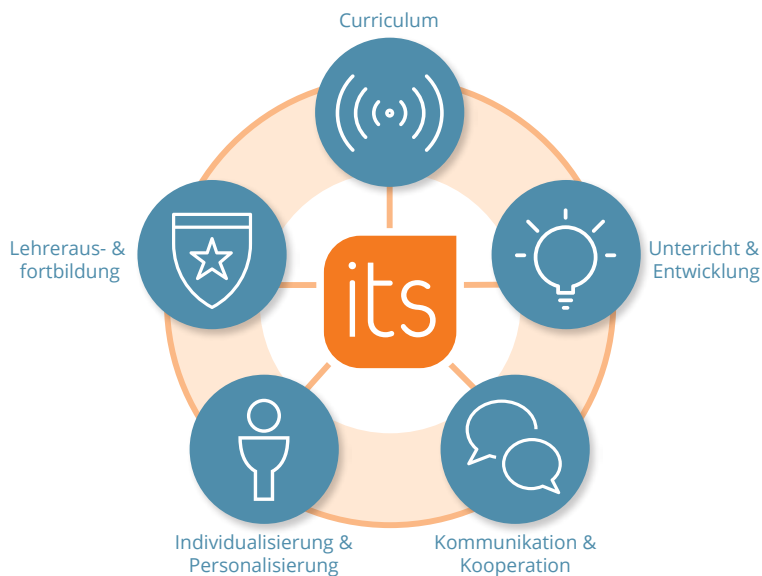 Curriculum
Lehreraus- &
fortbildung
its
Unterricht &
Entwicklung
Individualisierung &
Personalisierung
Kommunikation &
Kooperation